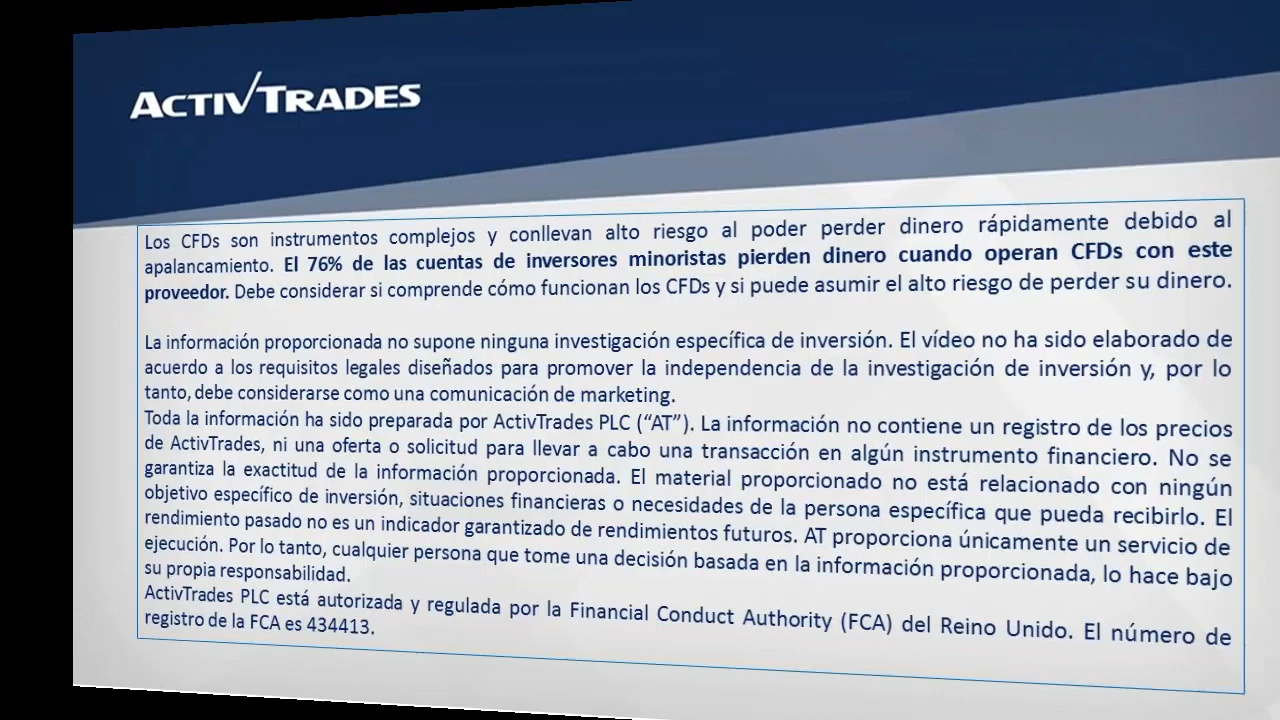 ACTIVTRADES
Los CFDs son instrumentos complejos y conllevan alto riesgo al poder perder dinero rápidamente debido al
apalancamiento. El 76% de las cuentas de inversores minoristas pierden dinero cuando operan CFDs con este
proveedor. Debe considerar si comprende cómo funcionan los CFDs y si puede asumir el alto riesgo de perder su dinero.
La información proporcionada no supone ninguna investigación específica de inversión. El vídeo no ha sido elaborado de
acuerdo a los requisitos legales diseñados para promover la independencia de la investigación de inversión y, por lo
tanto, debe considerarse como una comunicación de marketing.
Toda la información ha sido preparada por ActivTrades PLC (“AT”). La información no contiene un registro de los precios
de ActivTrades, ni una oferta o solicitud para llevar a cabo una transacción en algún instrumento financiero. No se
garantiza la exactitud de la información proporcionada. El material proporcionado no está relacionado con ningún
objetivo específico de inversión, situaciones financieras o necesidades de la persona específica que pueda recibirlo. El
rendimiento pasado no es un indicador garantizado de rendimientos futuros. AT proporciona únicamente un servicio de
ejecución. Por lo tanto, cualquier persona que tome una decisión basada en la información proporcionada, lo hace bajo
su propia responsabilidad.
ActivTrades PLC está autorizada y regulada por la Financial Conduct Authority (FCA) del Reino Unido. El número de
registro de la FCA es 434413.